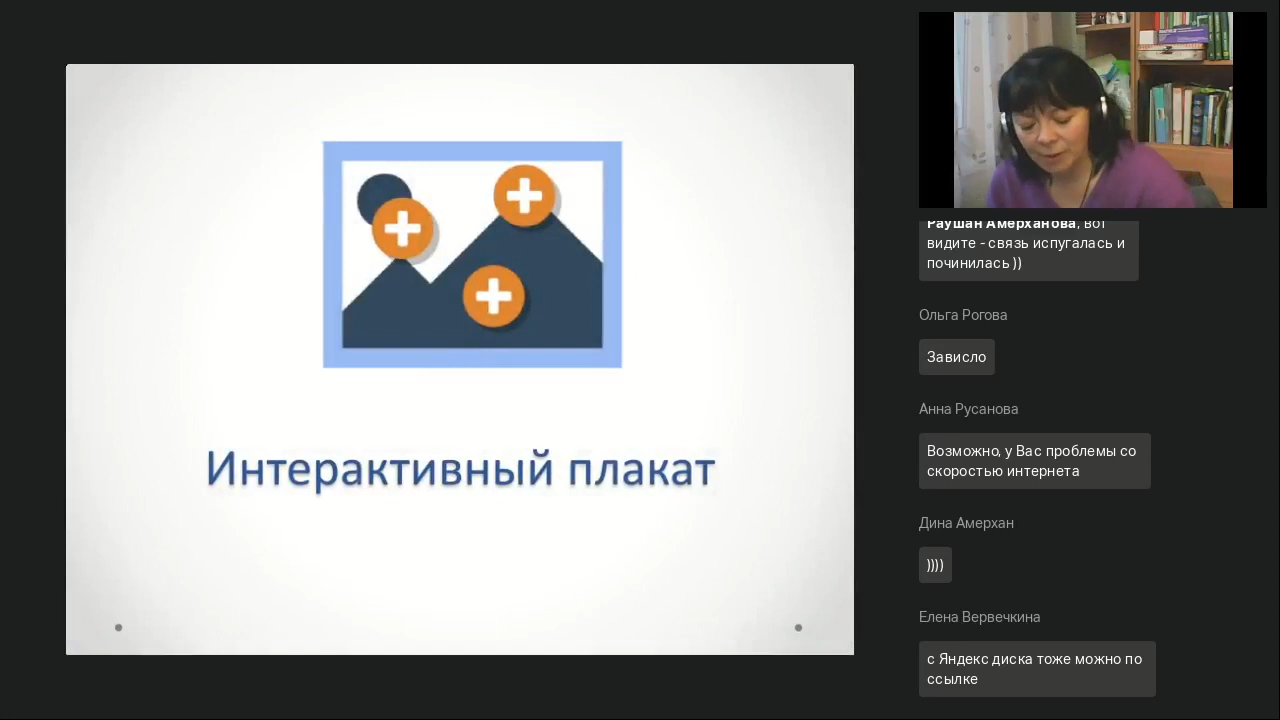 Интерактивный плакат
Раушан Амерханова, вот
видите - связь испугалась и
починилась ))
Ольга Рогова
Зависло
Анна Русанова
Возможно, у Вас проблемы со
скоростью интернета
Дина Амерхан
))))
Елена Вервечкина
с Яндекс диска тоже можно по
ссылке